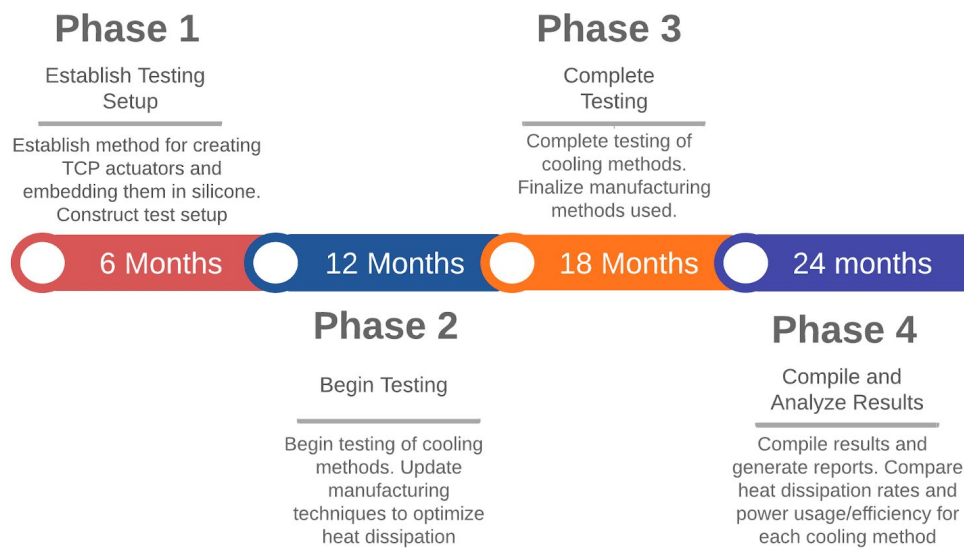 Phase 1
Establish Testing
Setup
Establish method for creating
TCP actuators and
embedding them in silicone.
Construct test setup
Phase 3
Complete
Testing
Complete testing of
cooling methods.
Finalize manufacturing
methods used.
6 Months
12 Months
18 Months
24 months
Phase 2
Begin Testing
Begin testing of cooling
methods. Update
manufacturing
techniques to optimize
heat dissipation
Phase 4
Compile and
Analyze Results
Compile results and
generate reports. Compare
heat dissipation rates and
power usage/efficiency for
each cooling method